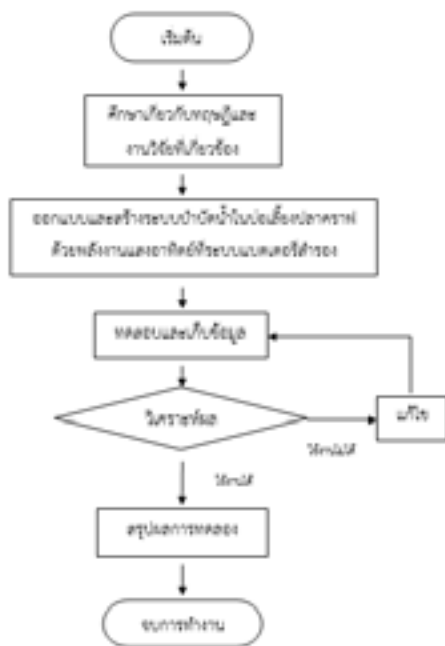 เริ่มต้น
ศึกษาเกี่ยวกับทฤษฎีและ
งานวิจัยที่เกี่ยวข้อง
ออกแบบและสร้างระบบบำบัดน้ำในบ่อเลี้ยงปลาคราฟ
ด้วยพลังงานแสงอาทิตย์ที่ระบบแบตเตอรี่สำรอง
ทดสอบและเก็บข้อมูล
วิเคราะห์ผล
แก้ไข
ใช้งานไม่ได้
ใช้งานได้
สรุปผลการทดลอง
จบการทำงาน